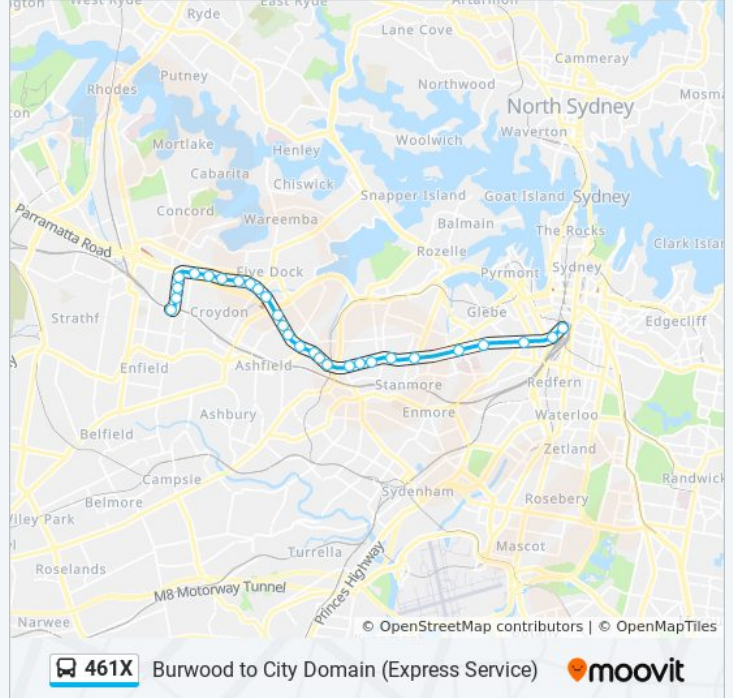 West Ryde
East Ryde
Ryde
Lane Cove
Cammeray
Putney
Rhodes
Northwood
North Sydney
Mosma
Waverton
Mortlake
Henley
Woolwich
Cabarita
Chiswick
Snapper Island
Goat Island
Sydney
Concord
Wareemba
Balmain
The Rocks
Parramatta Road
Rozelle
Clark Islan
Five Dock
Pyrmont
Sydney
Strathf
Croydon
Glebe
Edgecliff
Enfield
Ashfield
Stanmore
Redfern
Ashbury
Enmore
Waterloo
Belfield
Zetland
Campsie
Randwick
Sydenham
Belmore
Rosebery
Wiley Park
Turrella
Mascot
Roselands
Princes Highway
M8 Motorway Tunnel
Narwee
© OpenStreetMap contributors | © OpenMapTiles
461X Burwood to City Domain (Express Service) moovit